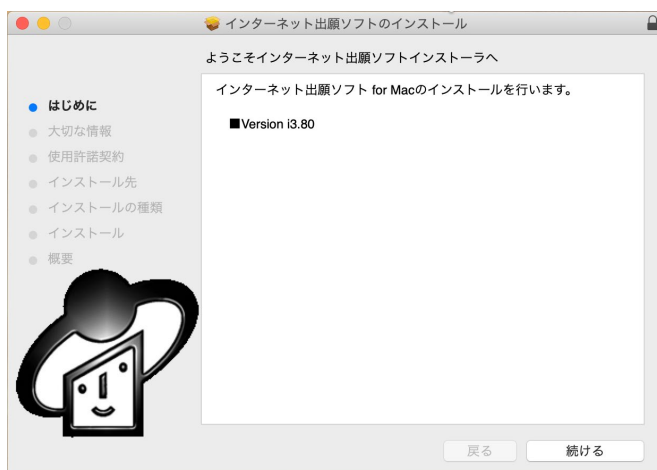 インターネット出願ソフトのインストール
ようこそインターネット出願ソフトインストーラへ
はじめに
大切な情報
使用許諾契約
インストール先
インストールの種類
インストール
概要
インターネット出願ソフト for Macのインストールを行います。
■Version i3.80
戻る
続ける